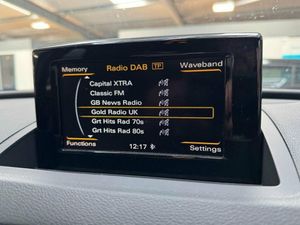 Memory Radio DAB TP Waveband
Capital XTRA
Classic FM
GB News Radio
Gold Radio UK
Grt Hits Rad 70s
Grt Hits Rad 80s
Functions 12:17 Settings